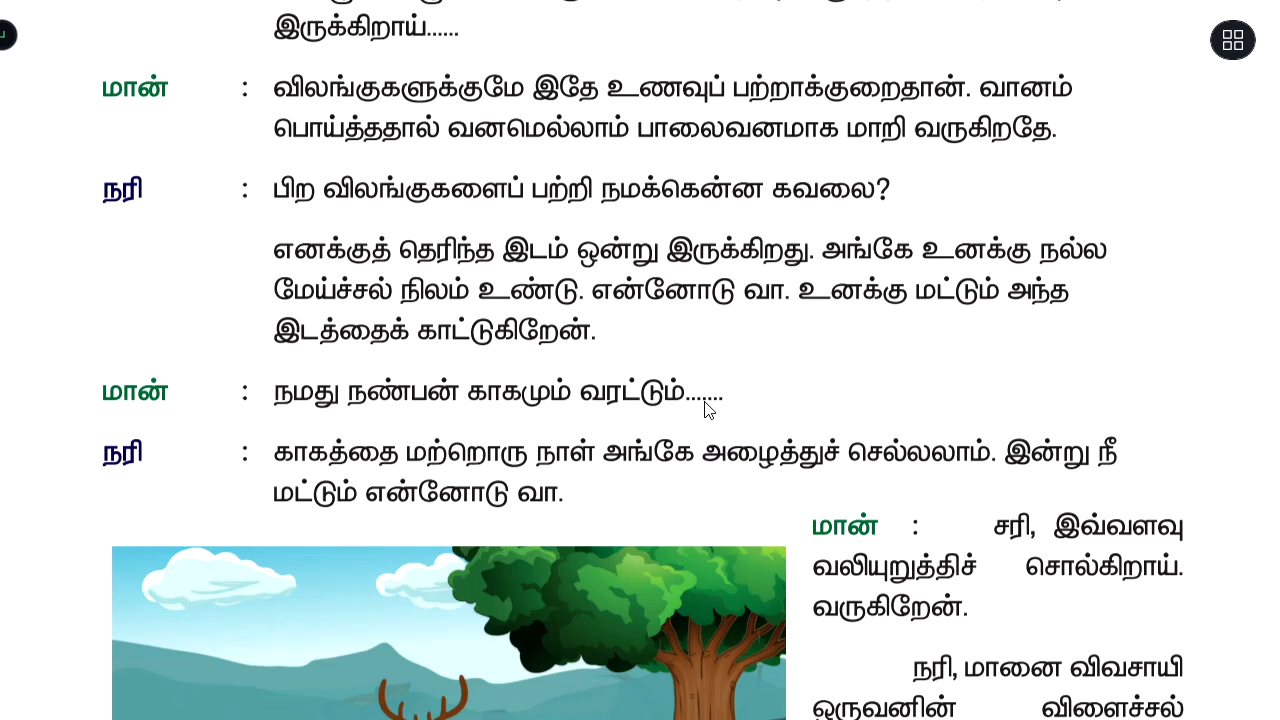 இருக்கிறாய்......
மான் : விலங்குகளுக்குமே இதே உணவுப் பற்றாக்குறைதான். வானம்
பொய்த்ததால் வனமெல்லாம் பாலைவனமாக மாறி வருகிறதே.
நரி : பிற விலங்குகளைப் பற்றி நமக்கென்ன கவலை?
எனக்குத் தெரிந்த இடம் ஒன்று இருக்கிறது. அங்கே உனக்கு நல்ல
மேய்ச்சல் நிலம் உண்டு. என்னோடு வா. உனக்கு மட்டும் அந்த
இடத்தைக் காட்டுகிறேன்.
மான் : நமது நண்பன் காகமும் வரட்டும்.......
நரி : காகத்தை மற்றொரு நாள் அங்கே அழைத்துச் செல்லலாம். இன்று நீ
மட்டும் என்னோடு வா.
மான் : சரி, இவ்வளவு
வலியுறுத்திச் சொல்கிறாய்.
வருகிறேன்.
நரி, மானை விவசாயி
ஒருவனின் விளைச்சல்